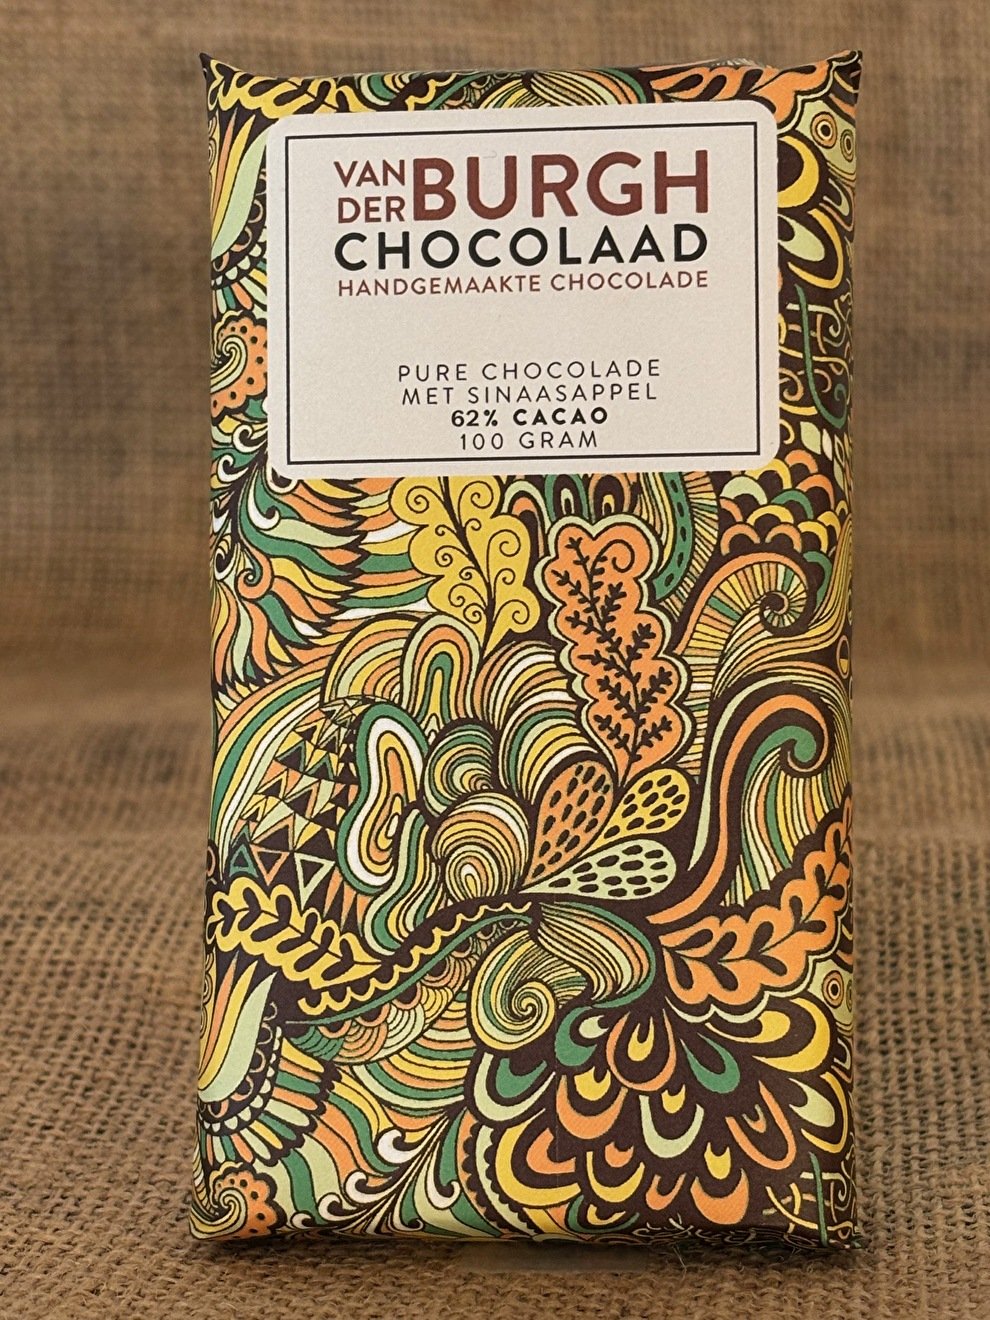 VAN DER BURGH
CHOCOLAAD
HANDGEMAAKTE CHOCOLADE
PURE CHOCOLADE
MET SINAASAPPEL
62% CACAO
100 GRAM